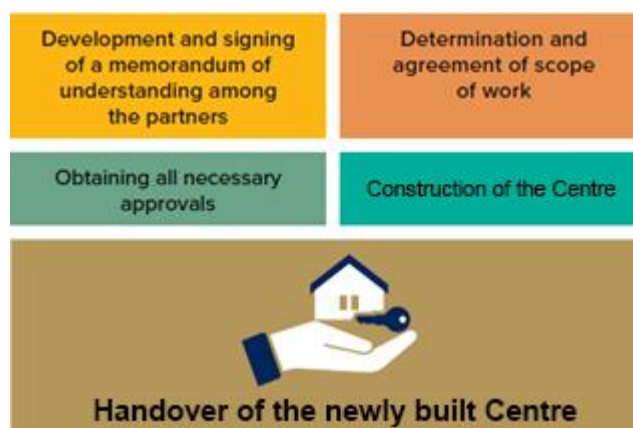 Development and signing
of a memorandum of
understanding among
the partners
Determination and
agreement of scope
of work
Obtaining all necessary
approvals
Construction of the Centre
Handover of the newly built Centre